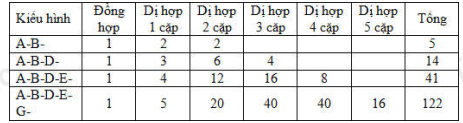 Kiểu hình Đồng hợp Dị hợp 1 cặp Dị hợp 2 cặp Dị hợp 3 cặp Dị hợp 4 cặp Dị hợp 5 cặp Tổng
A-B- 1 2 2 5
A-B-D- 1 3 6 4 14
A-B-D-E- 1 4 12 16 8 41
A-B-D-E-G- 1 5 20 40 40 16 122